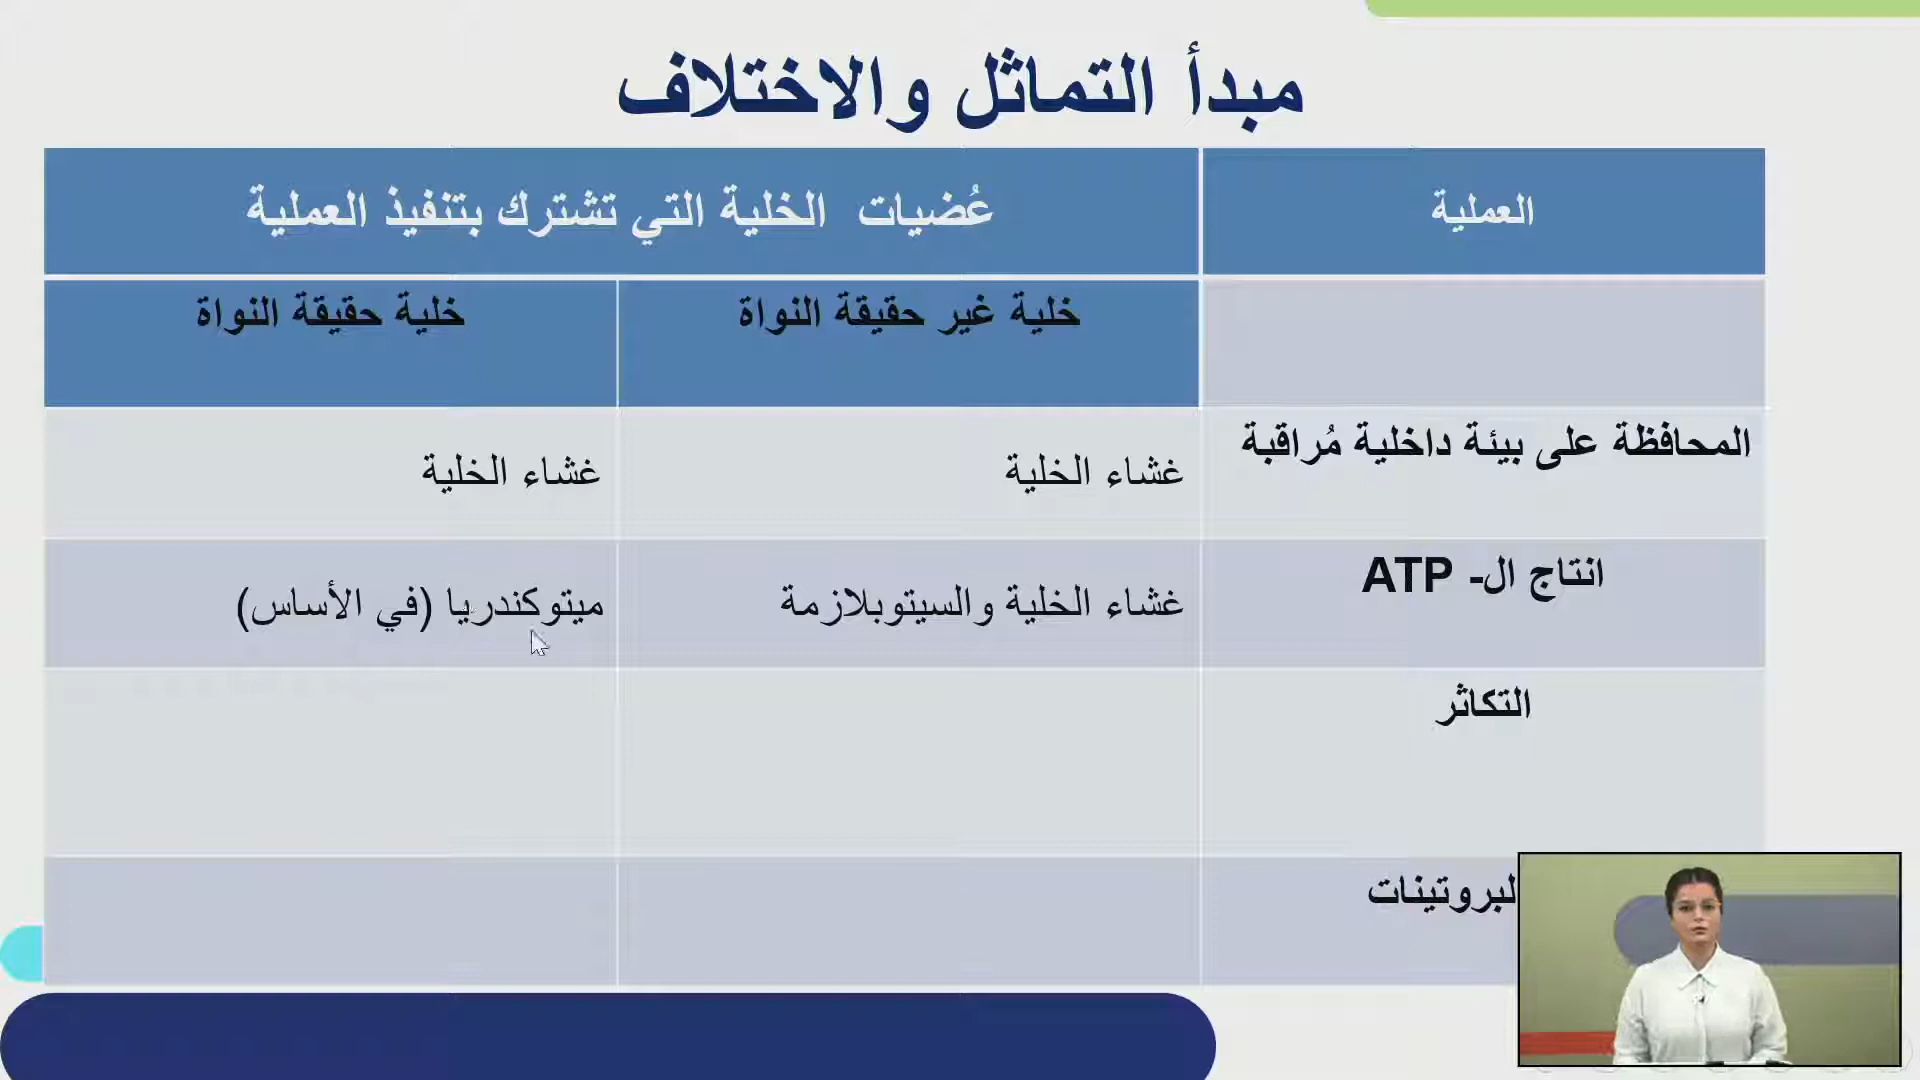 مبدأ التماثل والاختلاف
العملية
عُضيات الخلية التي تشترك بتنفيذ العملية
خلية غير حقيقة النواة
خلية حقيقة النواة
المحافظة على بيئة داخلية مُراقبة
غشاء الخلية
غشاء الخلية
انتاج ال- ATP
غشاء الخلية والسيتوبلازمة
ميتوكندريا (في الأساس)
التكاثر
لبروتينات